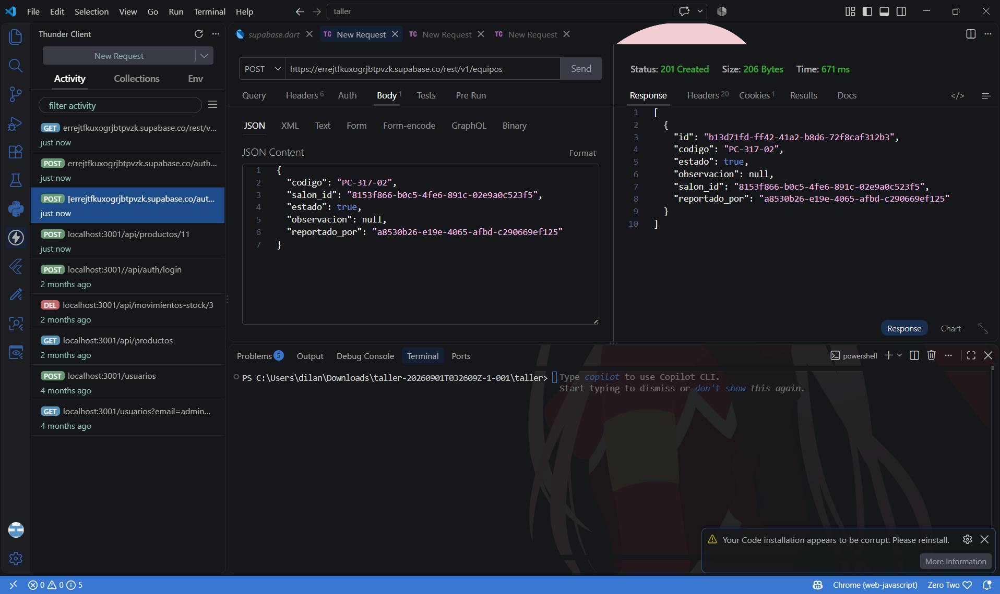 File Edit Selection View Go Run Terminal Help
taller
Thunder Client
New Request
Activity Collections Env
filter activity
GET errejtfkuxogrjbtpvzk.supabase.co/rest/v...
just now
POST errejtfkuxogrjbtpvzk.supabase.co/auth...
just now
POST [errejtfkuxogrjbtpvzk.supabase.co/aut...
just now
POST localhost:3001/api/productos/11
just now
POST localhost:3001//api/auth/login
2 months ago
DEL localhost:3001/api/movimientos-stock/3
2 months ago
GET localhost:3001/api/productos
2 months ago
POST localhost:3001/usuarios
4 months ago
GET localhost:3001/usuarios?email=admin...
4 months ago
supabase.dart TC New Request TC New Request TC New Request
POST https://errejtfkuxogrjbtpvzk.supabase.co/rest/v1/equipos Send
Query Headers 6 Auth Body 1 Tests Pre Run
JSON XML Text Form Form-encode GraphQL Binary
JSON Content Format
1 {
2 "codigo": "PC-317-02",
3 "salon_id": "8153f866-b0c5-4fe6-891c-02e9a0c523f5",
4 "estado": true,
5 "observacion": null,
6 "reportado_por": "a8530b26-e19e-4065-afbd-c290669ef125"
7 }
Status: 201 Created Size: 206 Bytes Time: 671 ms
Response Headers 20 Cookies 1 Results Docs </>
1 [
2 {
3 "id": "b13d71fd-ff42-41a2-b8d6-72f8caf312b3",
4 "codigo": "PC-317-02",
5 "estado": true,
6 "observacion": null,
7 "salon_id": "8153f866-b0c5-4fe6-891c-02e9a0c523f5",
8 "reportado_por": "a8530b26-e19e-4065-afbd-c290669ef125"
9 }
10 ]
Response Chart
Problems 5 Output Debug Console Terminal Ports powershell
PS C:\Users\dilan\Downloads\taller-20260901T032609Z-1-001\taller> Type copilot to use Copilot CLI.
Start typing to dismiss or don't show this again.
Your Code installation appears to be corrupt. Please reinstall.
More Information
0 0 5 Chrome (web-javascript) Zero Two